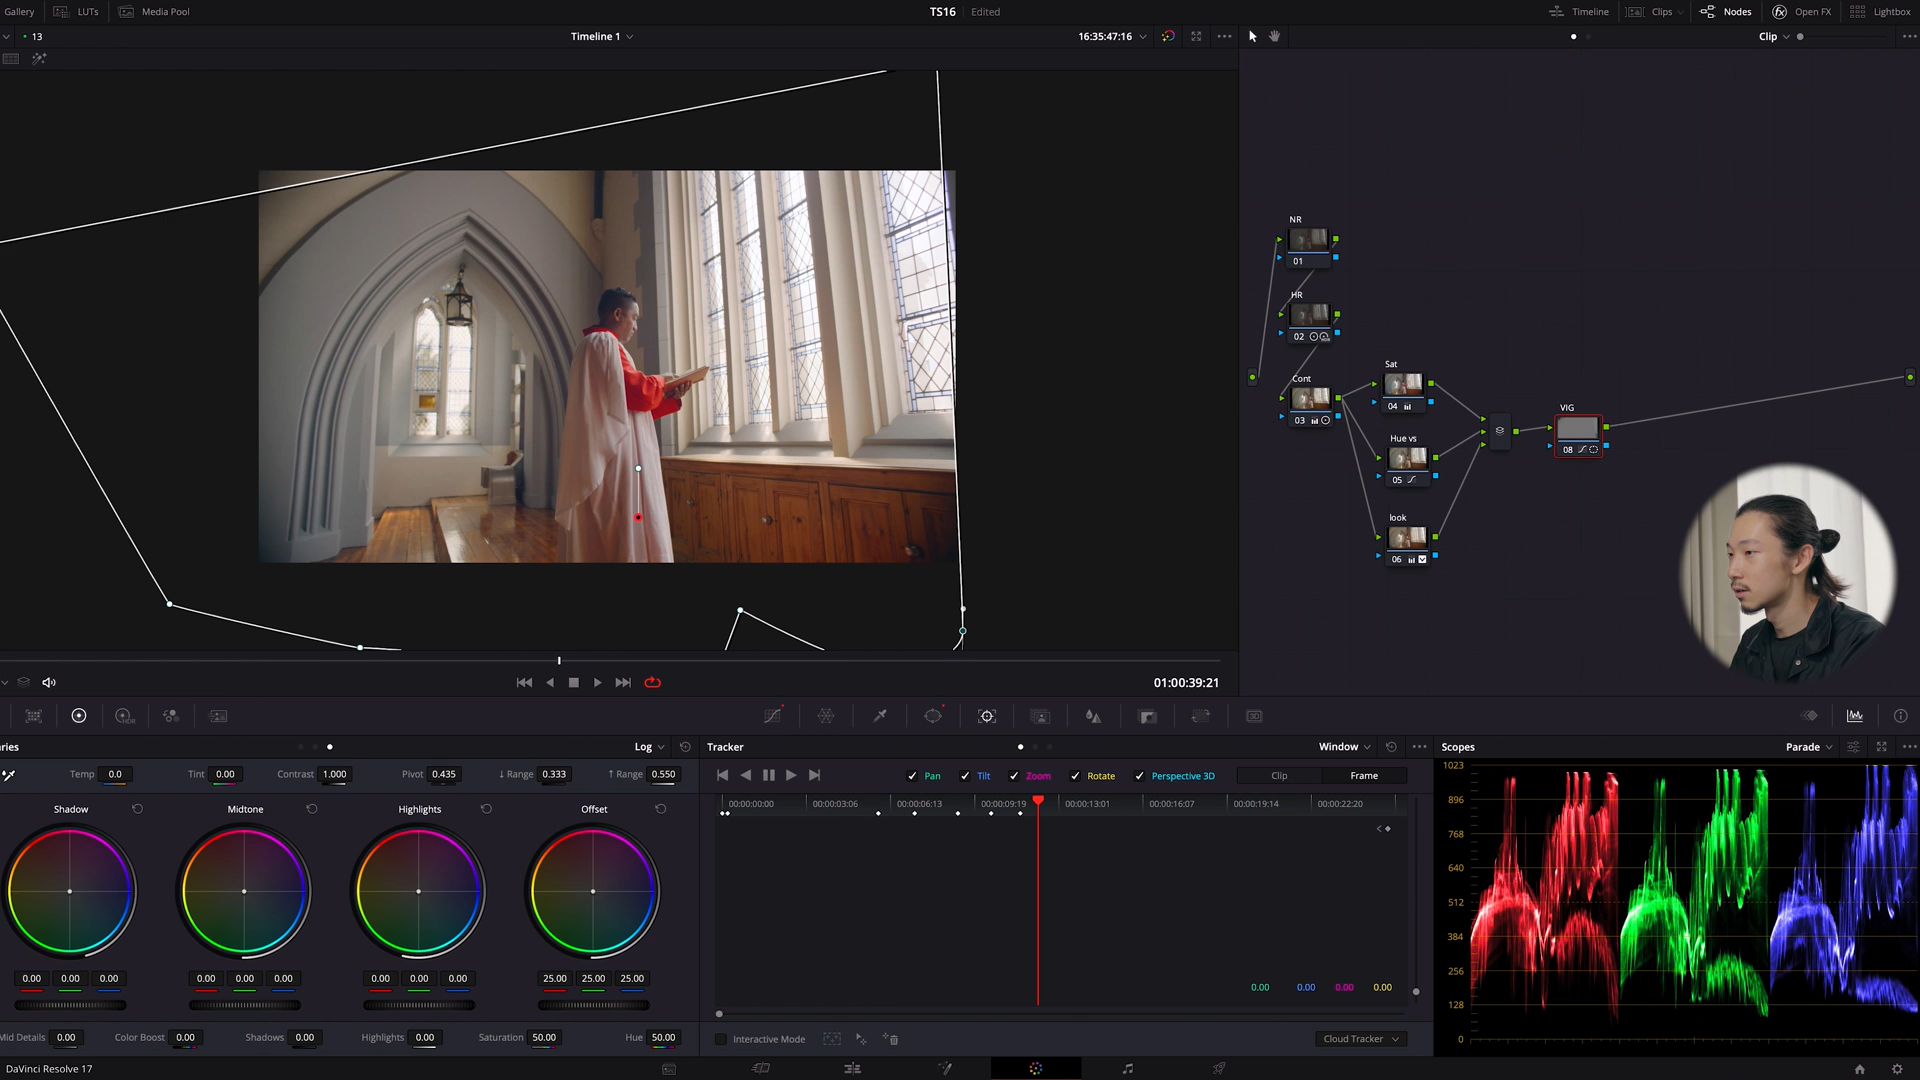 Gallery LUTs Media Pool TS16 Edited Timeline Clips Nodes Open FX Lightbox
13 Timeline 1 16:35:47:16 Clip
NR
01
HR
02
Cont
03
Sat
04
Hue vs
05
look
06
VIG
08
01:00:39:21
HDR
3D
ries Log Tracker Window Scopes Parade
Temp 0.0 Tint 0.00 Contrast 1.000 Pivot 0.435 ↓ Range 0.333 ↑ Range 0.550
Pan Tilt Zoom Rotate Perspective 3D Clip Frame
00:00:00:00 00:00:03:06 00:00:06:13 00:00:09:19 00:00:13:01 00:00:16:07 00:00:19:14 00:00:22:20
Shadow Midtone Highlights Offset
0.00 0.00 0.00 0.00 0.00 0.00 0.00 0.00 0.00 25.00 25.00 25.00
0.00 0.00 0.00 0.00
Mid Details 0.00 Color Boost 0.00 Shadows 0.00 Highlights 0.00 Saturation 50.00 Hue 50.00
Interactive Mode Cloud Tracker
1023
896
768
640
512
384
256
128
0
DaVinci Resolve 17